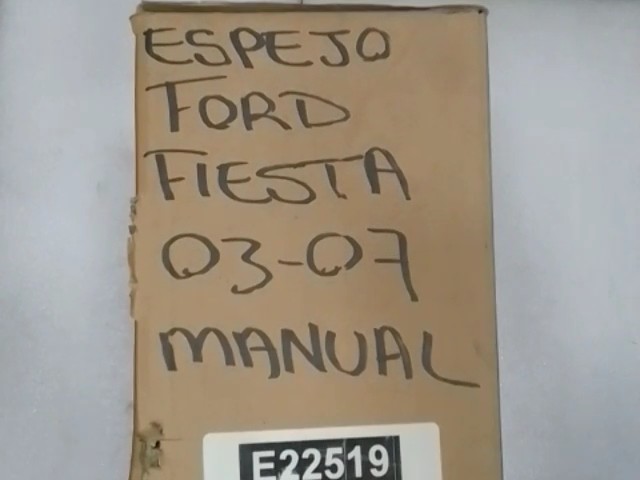 ESPEJO
FORD
FIESTA
03-07
MANUAL
E22519